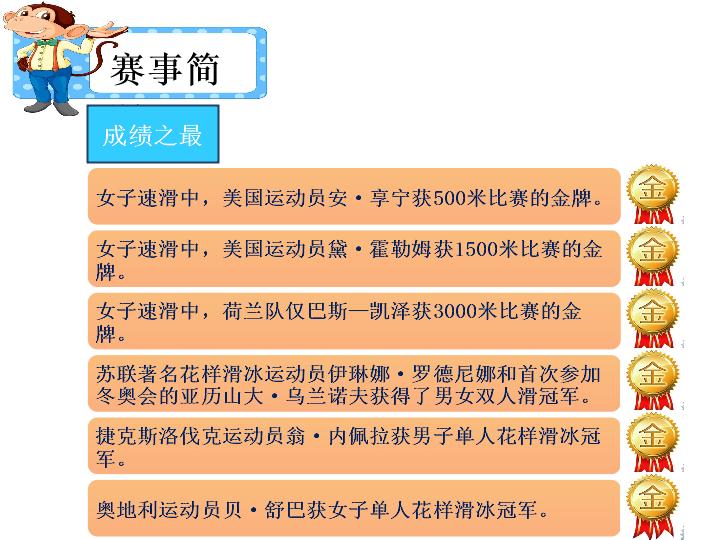 赛事简
成绩之最
女子速滑中，美国运动员安·享宁获500米比赛的金牌。
金
女子速滑中，美国运动员黛·霍勒姆获1500米比赛的金
牌。
金
女子速滑中，荷兰队仅巴斯—凯泽获3000米比赛的金
牌。
金
苏联著名花样滑冰运动员伊琳娜·罗德尼娜和首次参加
冬奥会的亚历山大·乌兰诺夫获得了男女双人滑冠军。
金
捷克斯洛伐克运动员翁·内佩拉获男子单人花样滑冰冠
军。
金
奥地利运动员贝·舒巴获女子单人花样滑冰冠军。
金